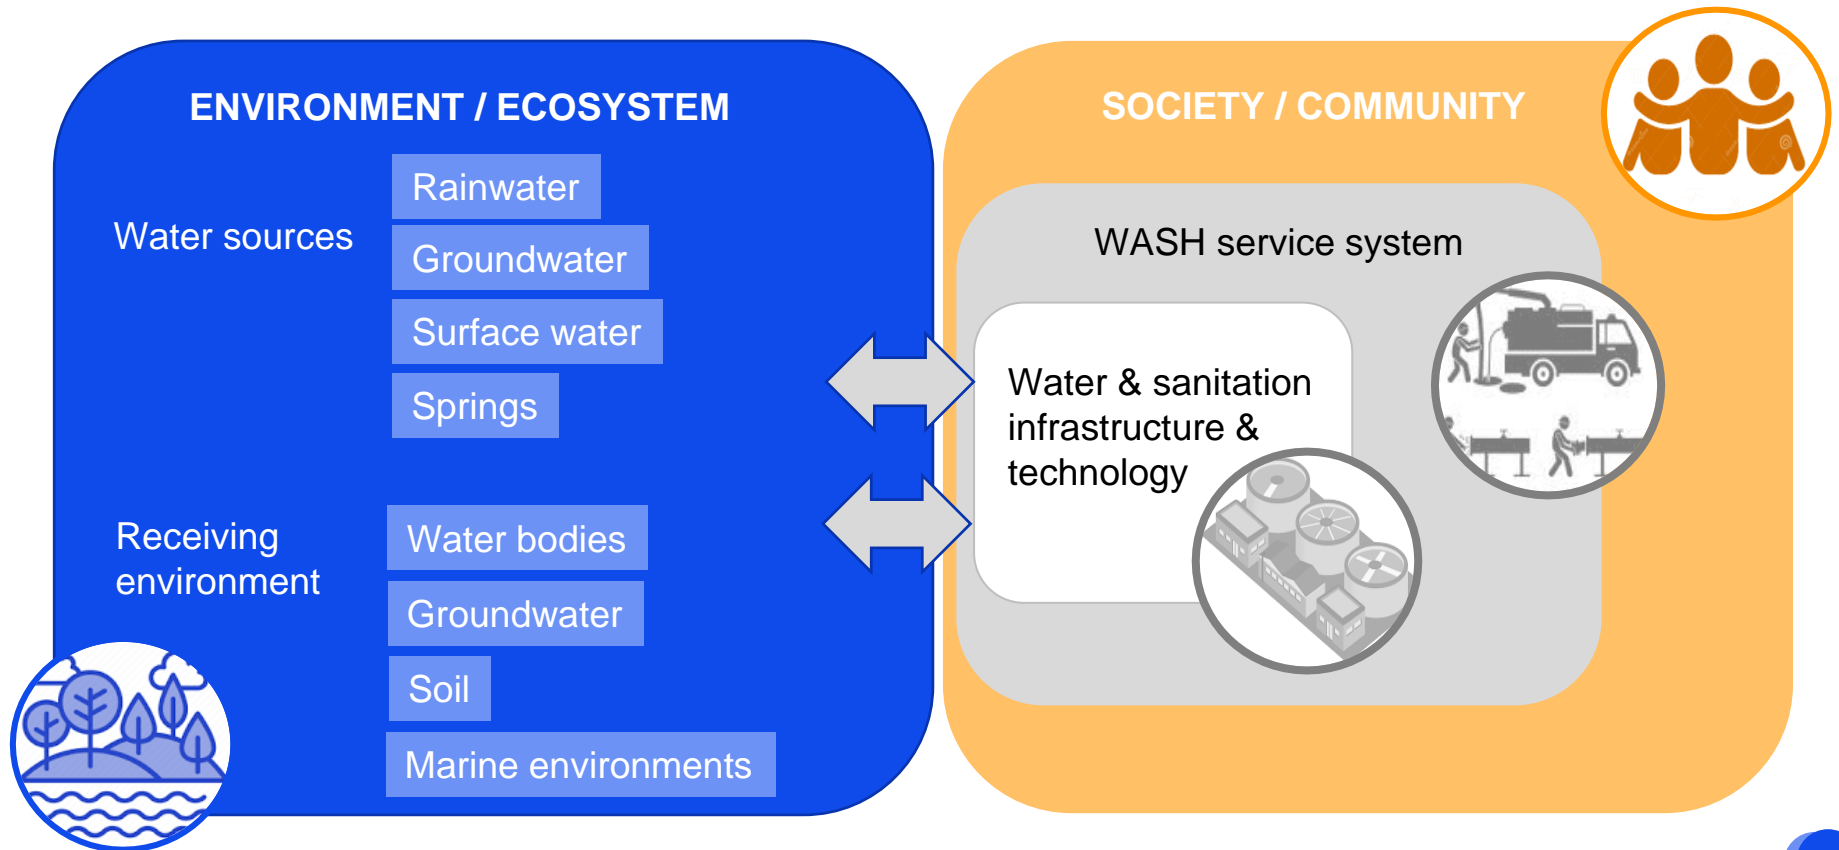 ENVIRONMENT / ECOSYSTEM
Water sources
Rainwater
Groundwater
Surface water
Springs
Receiving
environment
Water bodies
Groundwater
Soil
Marine environments
SOCIETY / COMMUNITY
WASH service system
Water & sanitation
infrastructure &
technology